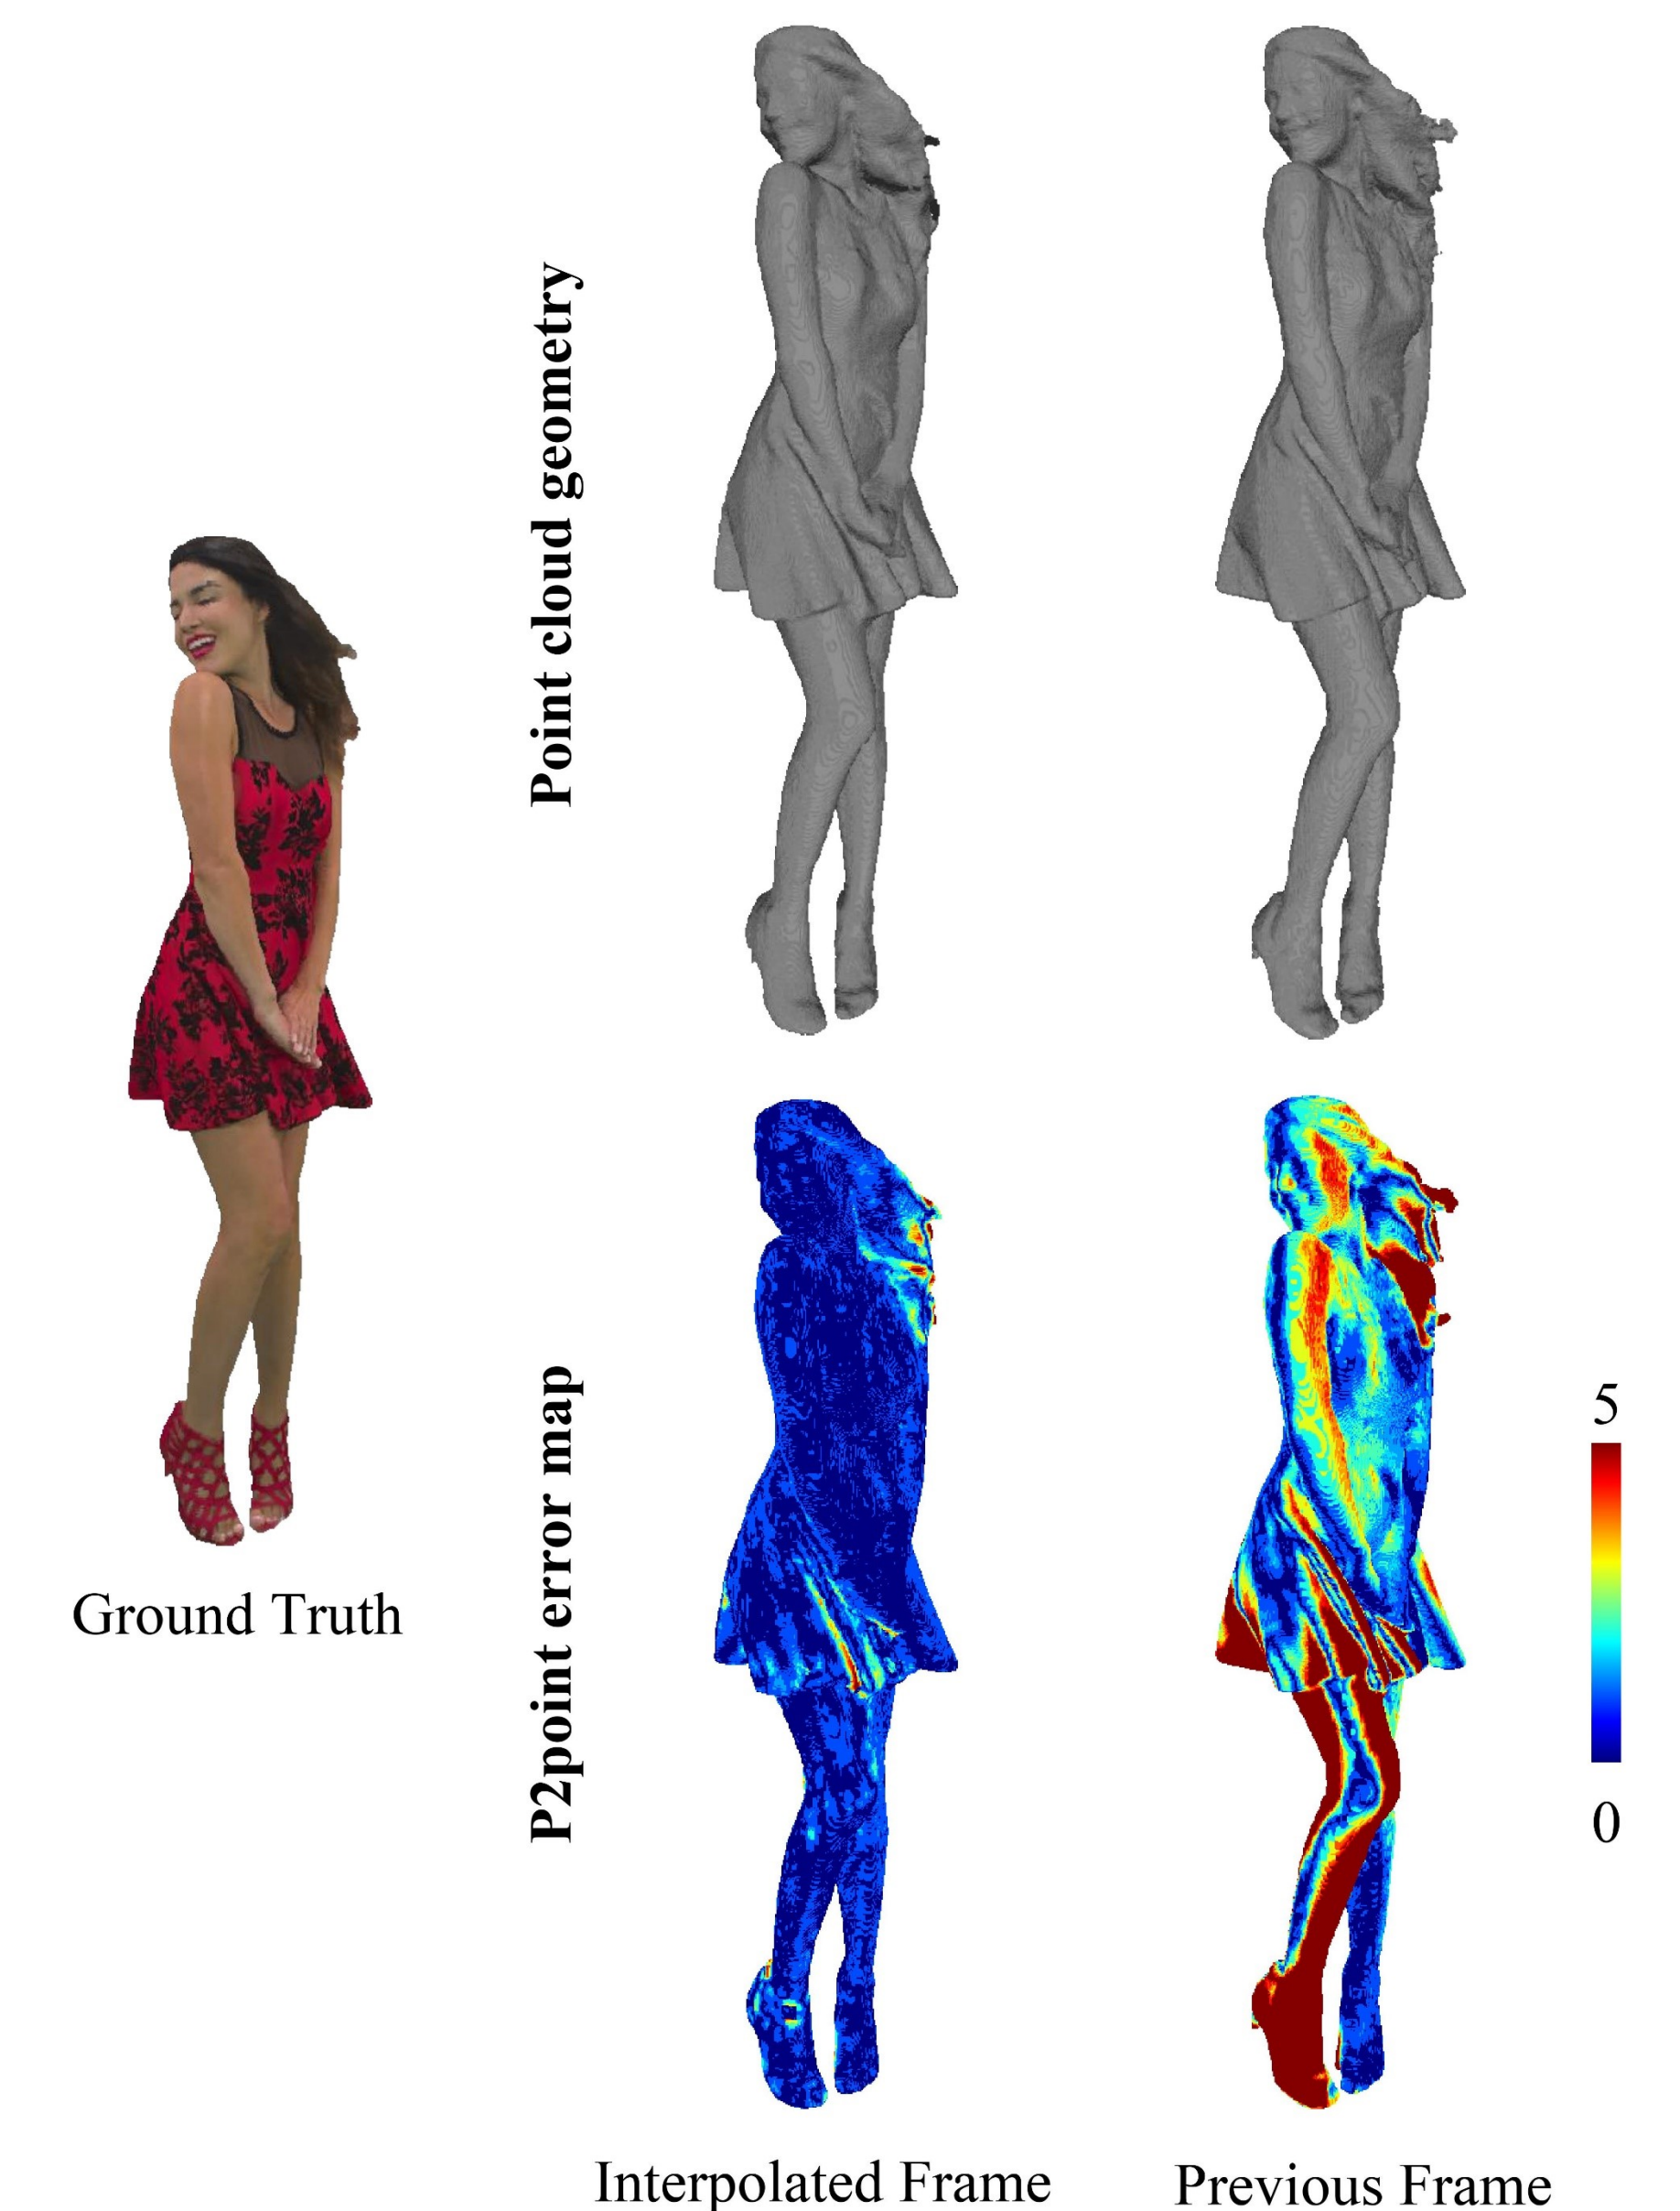 Point cloud geometry
Ground Truth
P2point error map
5
0
Interpolated Frame
Previous Frame